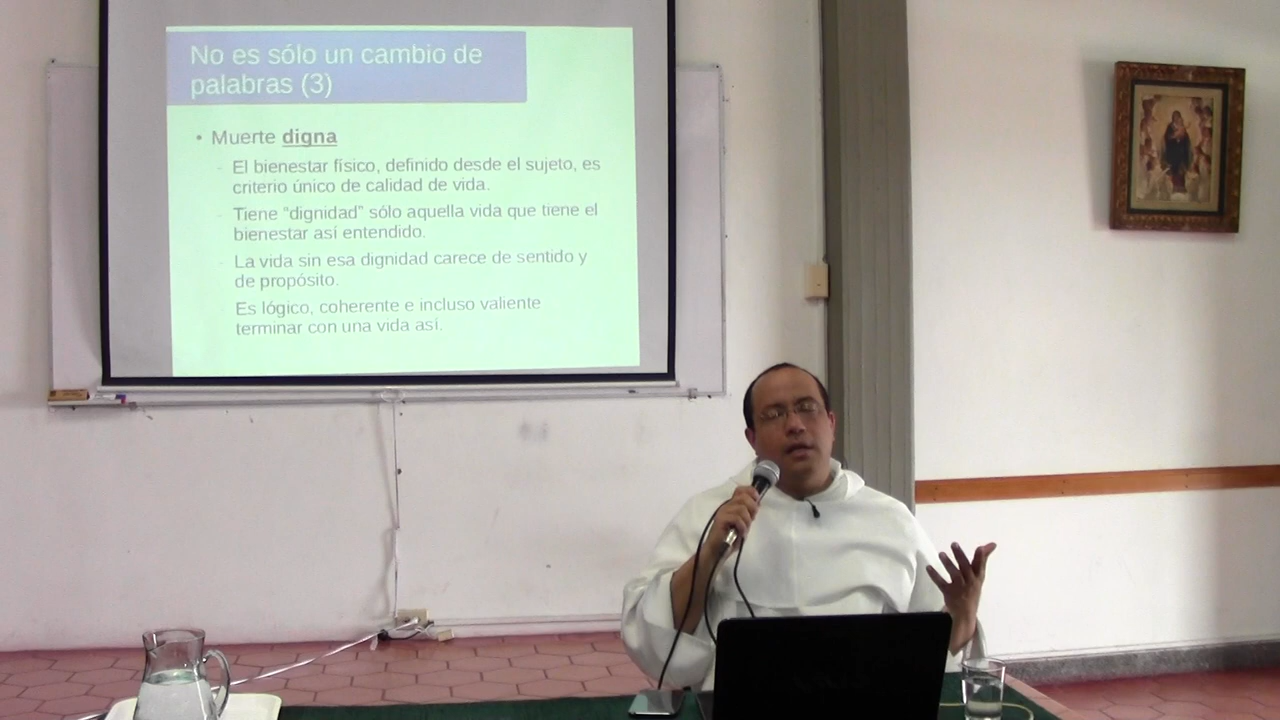 No es sólo un cambio de
palabras (3)
• Muerte digna
- El bienestar físico, definido desde el sujeto, es
criterio único de calidad de vida.
- Tiene “dignidad” sólo aquella vida que tiene el
bienestar así entendido.
- La vida sin esa dignidad carece de sentido y
de propósito.
Es lógico, coherente e incluso valiente
terminar con una vida así.